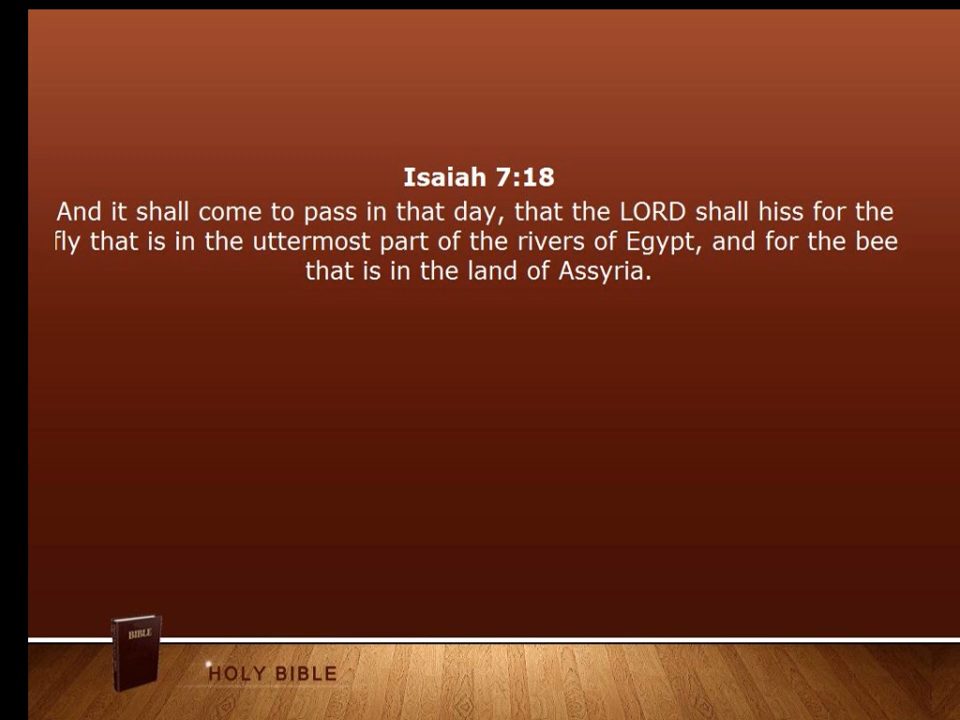 Isaiah 7:18
And it shall come to pass in that day, that the LORD shall hiss for the
fly that is in the uttermost part of the rivers of Egypt, and for the bee
that is in the land of Assyria.
BIBLE
HOLY BIBLE